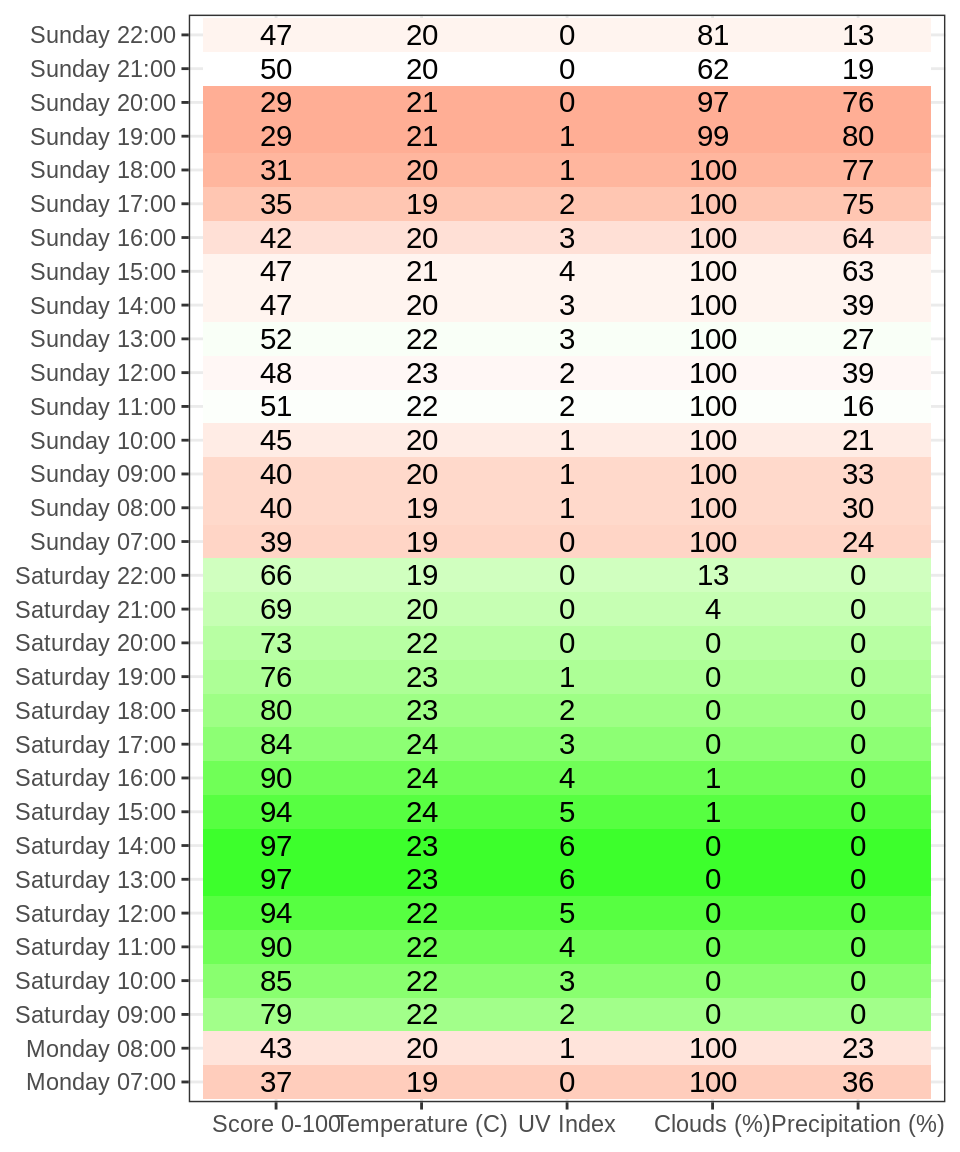 Sunday 22:00 47 20 0 81 13
Sunday 21:00 50 20 0 62 19
Sunday 20:00 29 21 0 97 76
Sunday 19:00 29 21 1 99 80
Sunday 18:00 31 20 1 100 77
Sunday 17:00 35 19 2 100 75
Sunday 16:00 42 20 3 100 64
Sunday 15:00 47 21 4 100 63
Sunday 14:00 47 20 3 100 39
Sunday 13:00 52 22 3 100 27
Sunday 12:00 48 23 2 100 39
Sunday 11:00 51 22 2 100 16
Sunday 10:00 45 20 1 100 21
Sunday 09:00 40 20 1 100 33
Sunday 08:00 40 19 1 100 30
Sunday 07:00 39 19 0 100 24
Saturday 22:00 66 19 0 13 0
Saturday 21:00 69 20 0 4 0
Saturday 20:00 73 22 0 0 0
Saturday 19:00 76 23 1 0 0
Saturday 18:00 80 23 2 0 0
Saturday 17:00 84 24 3 0 0
Saturday 16:00 90 24 4 1 0
Saturday 15:00 94 24 5 1 0
Saturday 14:00 97 23 6 0 0
Saturday 13:00 97 23 6 0 0
Saturday 12:00 94 22 5 0 0
Saturday 11:00 90 22 4 0 0
Saturday 10:00 85 22 3 0 0
Saturday 09:00 79 22 2 0 0
Monday 08:00 43 20 1 100 23
Monday 07:00 37 19 0 100 36
Score 0-100 Temperature (C) UV Index Clouds (%) Precipitation (%)